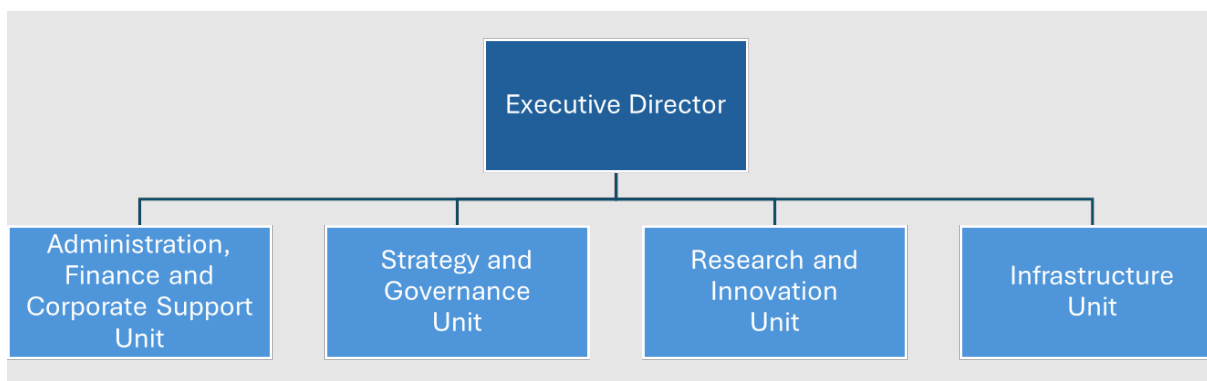 Executive Director
Administration,
Finance and
Corporate Support
Unit
Strategy and
Governance
Unit
Research and
Innovation
Unit
Infrastructure
Unit